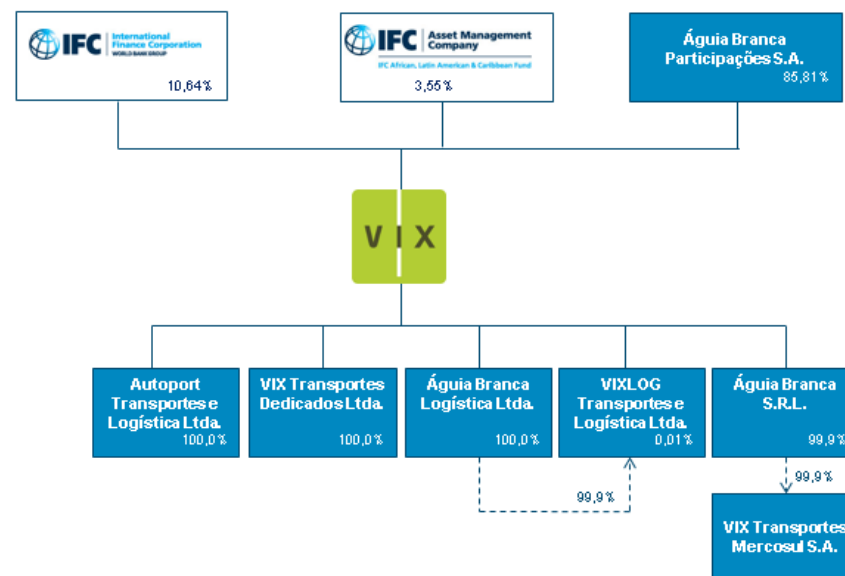 IFC
International
Finance Corporation
WORLD BANK GROUP
10,64%
IFC
Asset Management
Company
IFC African, Latin American & Caribbean Fund
3,55%
Águia Branca
Participações S.A.
85,81%
VIX
Autoport
Transportes e
Logística Ltda.
100,0%
VIX Transportes
Dedicados Ltda.
100,0%
Águia Branca
Logística Ltda.
100,0%
VIXLOG
Transportes e
Logística Ltda.
0,01%
Águia Branca
S.R.L.
99,9%
99,9%
99,9%
VIX Transportes
Mercosul S.A.